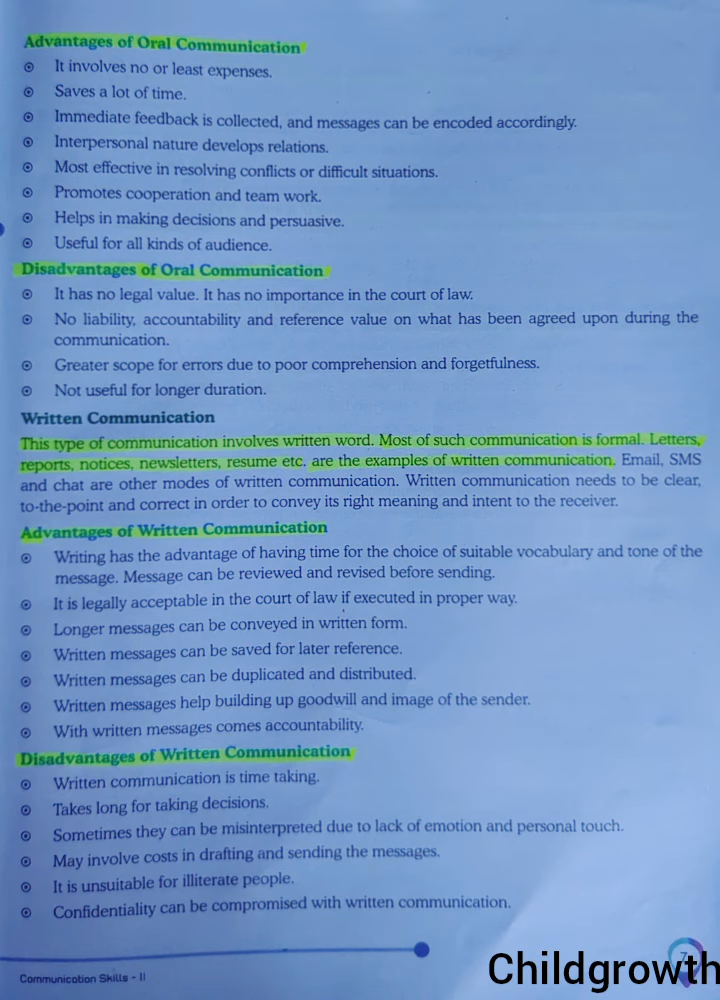 Advantages of Oral Communication
It involves no or least expenses.
Saves a lot of time.
Immediate feedback is collected, and messages can be encoded accordingly.
Interpersonal nature develops relations.
Most effective in resolving conflicts or difficult situations.
Promotes cooperation and team work.
Helps in making decisions and persuasive.
Useful for all kinds of audience.
Disadvantages of Oral Communication
It has no legal value. It has no importance in the court of law.
No liability, accountability and reference value on what has been agreed upon during the
communication.
Greater scope for errors due to poor comprehension and forgetfulness.
Not useful for longer duration.
Written Communication
This type of communication involves written word. Most of such communication is formal. Letters,
reports, notices, newsletters, resume etc. are the examples of written communication. Email, SMS
and chat are other modes of written communication. Written communication needs to be clear,
to-the-point and correct in order to convey its right meaning and intent to the receiver.
Advantages of Written Communication
Writing has the advantage of having time for the choice of suitable vocabulary and tone of the
message. Message can be reviewed and revised before sending.
It is legally acceptable in the court of law if executed in proper way.
Longer messages can be conveyed in written form.
Written messages can be saved for later reference.
Written messages can be duplicated and distributed.
Written messages help building up goodwill and image of the sender.
With written messages comes accountability.
Disadvantages of Written Communication
Written communication is time taking.
Takes long for taking decisions.
Sometimes they can be misinterpreted due to lack of emotion and personal touch.
May involve costs in drafting and sending the messages.
It is unsuitable for illiterate people.
Confidentiality can be compromised with written communication.
Communication Skills - II
Childgrowth